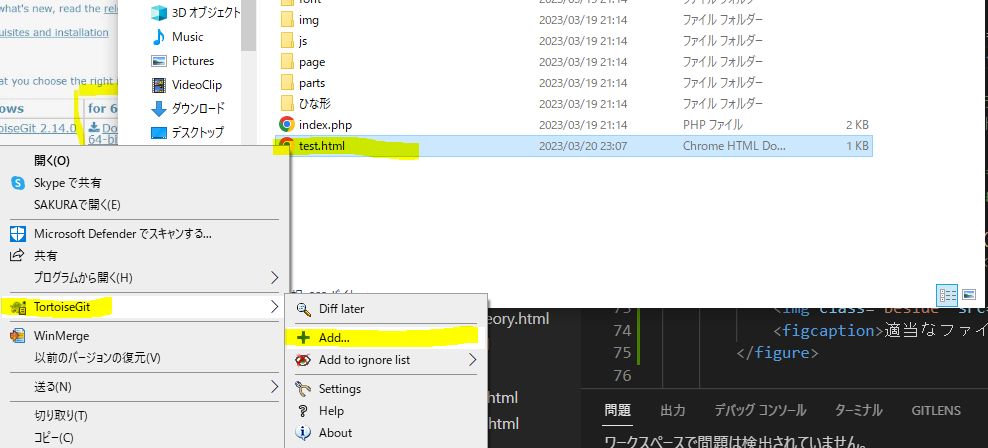 what's new, read the
uisites and installation
at you choose the right
ows
for 6
oiseGit 2.14.0
Do
64-bi
3D オブジェクト
Music
Pictures
VideoClip
ダウンロード
デスクトップ
font 2023/03/19 21:14 ファイル フォルダー
img 2023/03/19 21:14 ファイル フォルダー
js 2023/03/19 21:14 ファイル フォルダー
page 2023/03/19 21:14 ファイル フォルダー
parts 2023/03/19 21:14 ファイル フォルダー
ひな形 2023/03/19 21:14 ファイル フォルダー
index.php 2023/03/19 21:14 PHP ファイル 2 KB
test.html 2023/03/20 23:07 Chrome HTML Do... 1 KB
開く(O)
Skype で共有
SAKURAで開く(E)
Microsoft Defender でスキャンする...
共有
プログラムから開く(H)
TortoiseGit
WinMerge
以前のバージョンの復元(V)
送る(N)
切り取り(T)
コピー(C)
Diff later
Add...
Add to ignore list
Settings
Help
About
eory.html
html
html
73 <img class="beside" src
74 <figcaption>適当なファイ
75 </figure>
76
問題 出力 デバッグ コンソール ターミナル GITLENS
ワークスペースで問題は検出されていません。